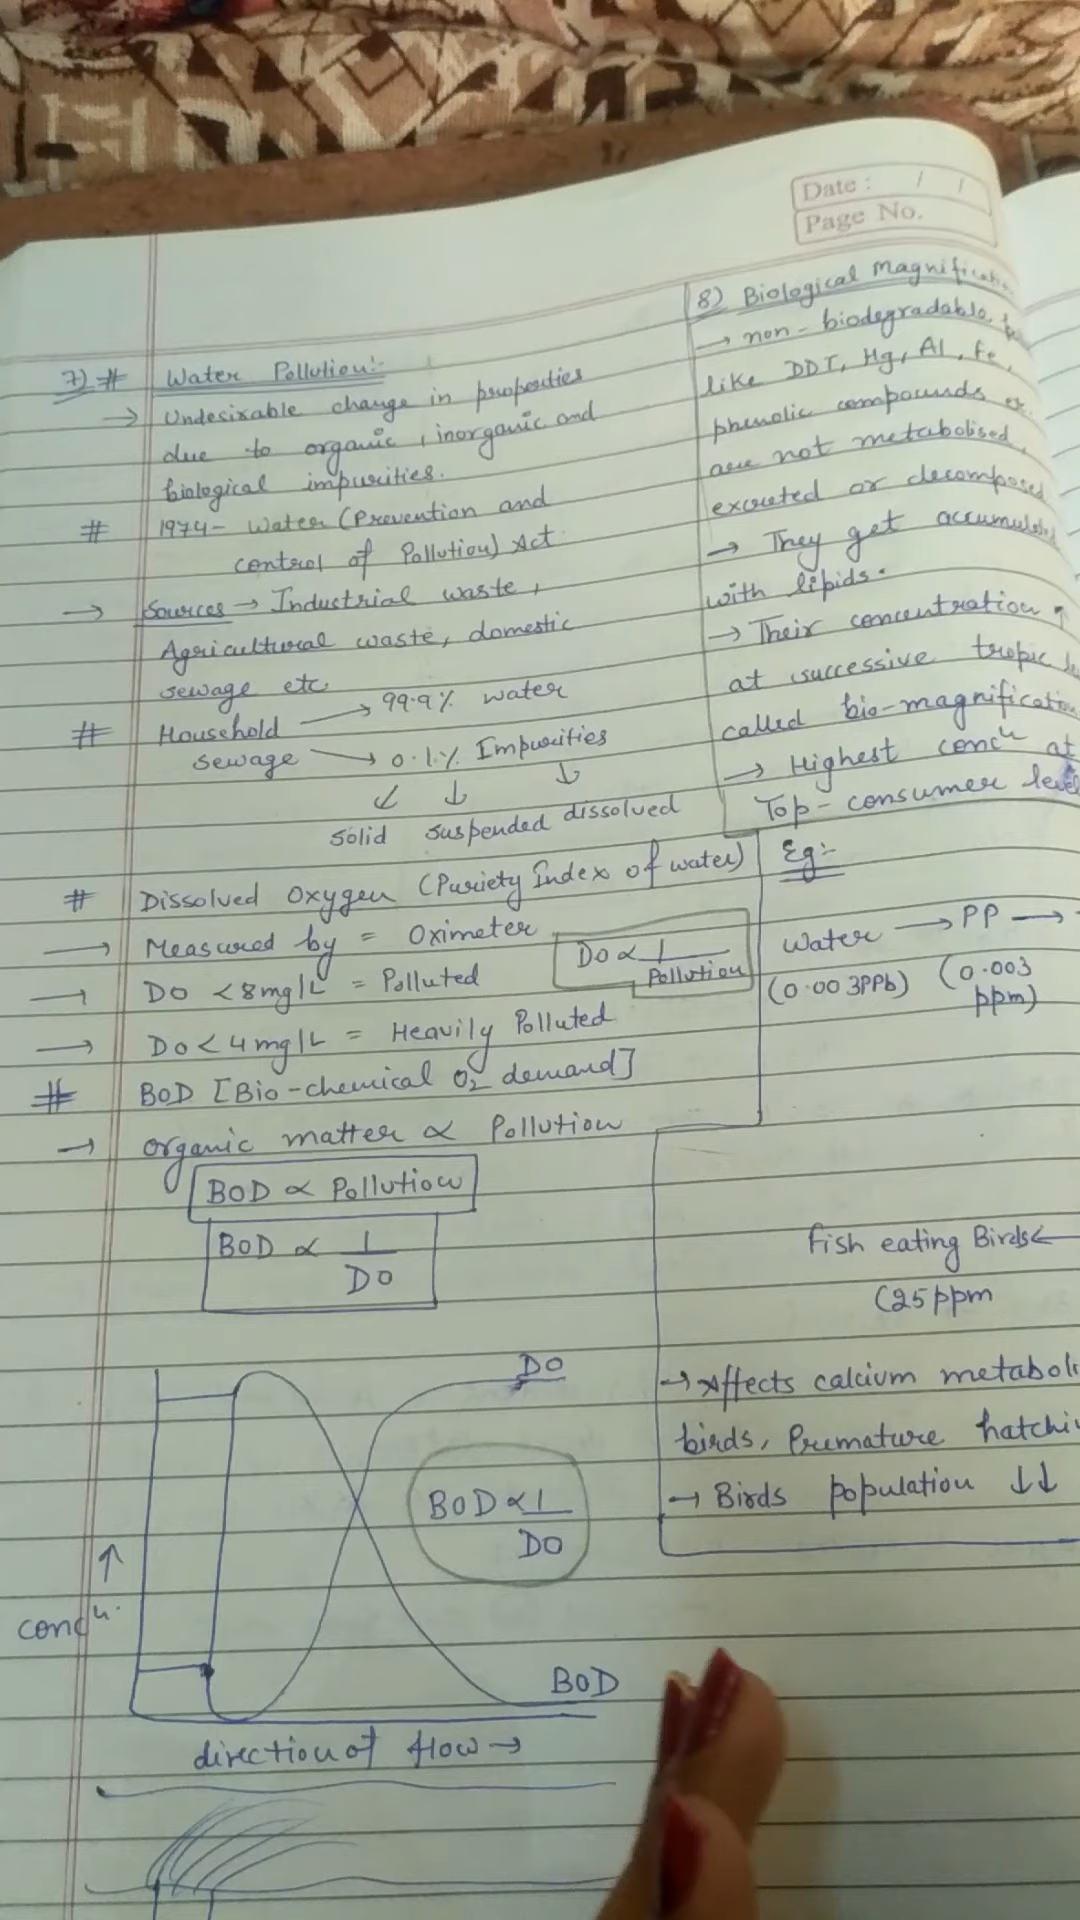 Date: / /
Page No.
7) # Water Pollution:-
→ Undesirable change in properties
due to organic, inorganic and
biological impurities.
# 1974- Water (Prevention and
control of Pollution) Act.
→ Sources → Industrial waste,
Agricultural waste, domestic
sewage etc
# Household → 99.9% water
sewage → 0.1% Impurities
↙ ↓ ↓
solid suspended dissolved
# Dissolved Oxygen (Puriety Index of water)
→ Measured by = Oximeter
DO ∝ 1/Pollution
→ DO < 8mg/L = Polluted
→ DO < 4mg/L = Heavily Polluted
# BOD [Bio-chemical O₂ demand]
→ organic matter ∝ Pollution
BOD ∝ Pollution
BOD ∝ 1/DO
DO
BOD ∝ 1/DO
↑
concⁿ.
BOD
direction of flow →
8) Biological Magnific
→ non-biodegradable
like DDT, Hg, Al, Fe,
phenolic compounds
are not metabolised,
excreted or decomposed
→ They get accumulated
with lipids.
→ Their concentration ↑
at successive tropic
called bio-magnification
→ Highest concⁿ at
Top-consumer level
Eg:-
Water → PP →
(0.003PPb) (0.003 ppm)
Fish eating Birds ←
(25ppm
→ Affects calcium metaboli
birds, Premature hatchi
→ Birds population ↓↓